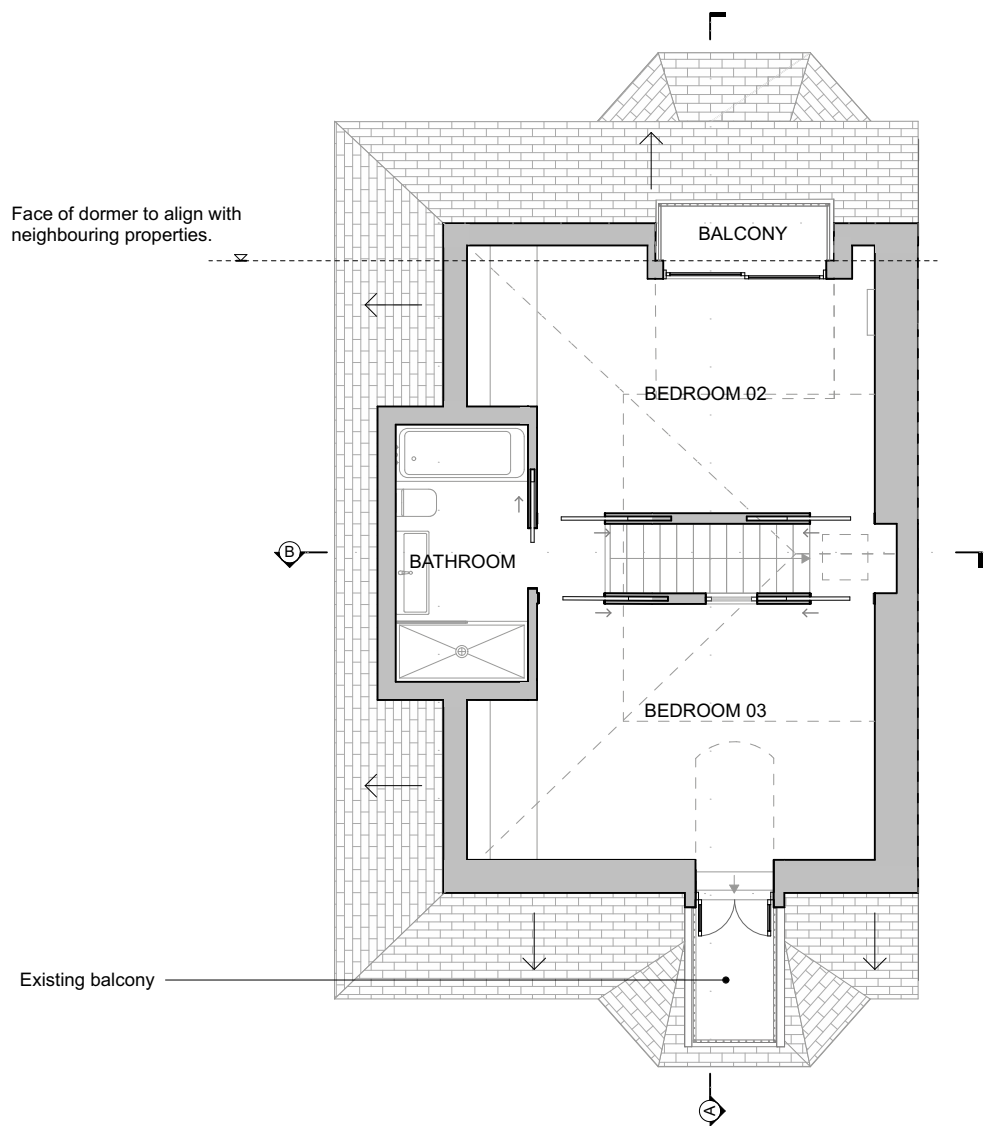 Face of dormer to align with
neighbouring properties.
BALCONY
BEDROOM 02
B
BATHROOM
BEDROOM 03
Existing balcony
A